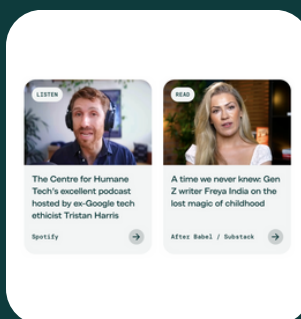 LISTEN
The Centre for Humane
Tech's excellent podcast
hosted by ex-Google tech
ethicist Tristan Harris
Spotify
READ
A time we never knew: Gen
Z writer Freya India on the
lost magic of childhood
After Babel / Substack